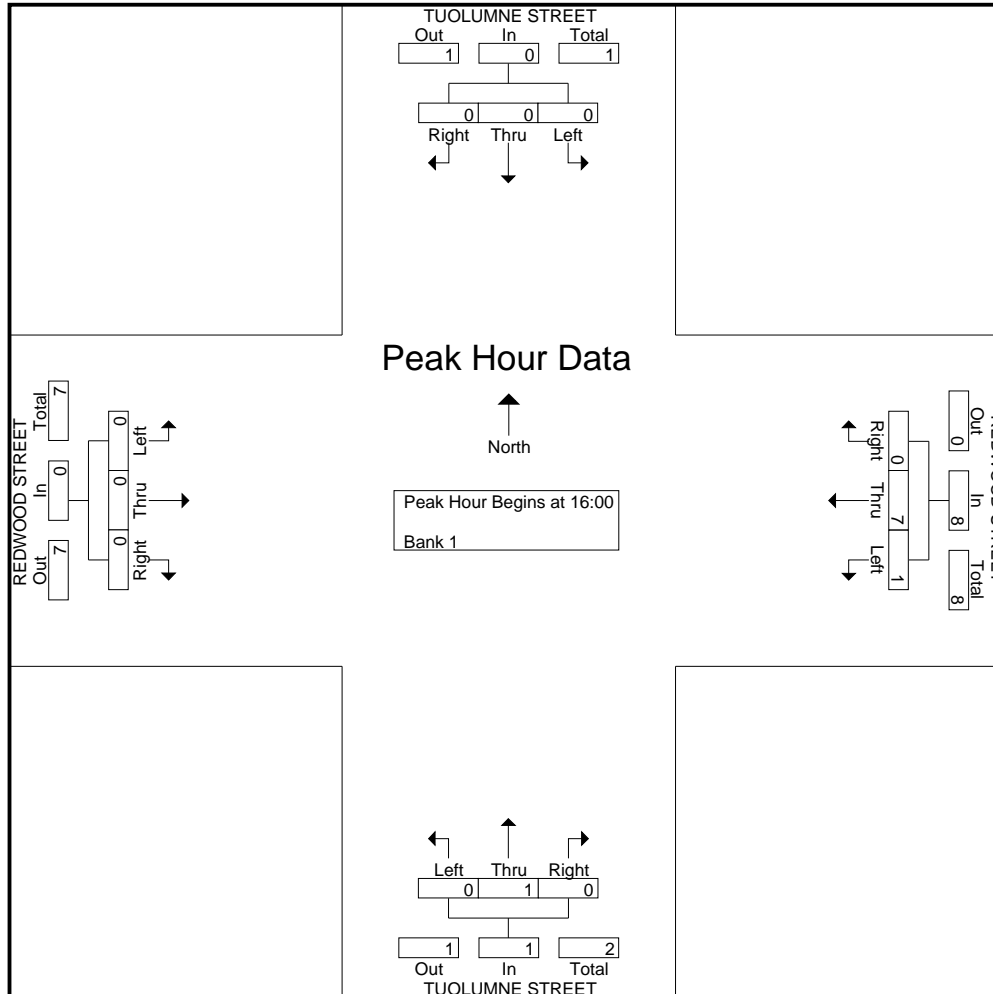 TUOLUMNE STREET
Out In Total
1 0 1
0 0 0
Right Thru Left
Peak Hour Data
North
Peak Hour Begins at 16:00
Bank 1
REDWOOD STREET
Out In Total
7 0 7
0 0 0
Right Thru Left
Out In Total
0 8 8
0 7 1
Right Thru Left
Left Thru Right
0 1 0
1 1 2
Out In Total
TUOLUMNE STREET